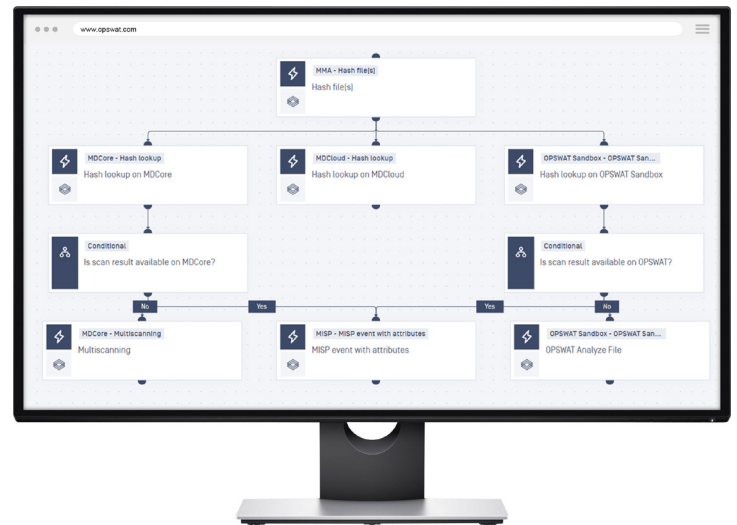 www.opswat.com
MMA - Hash file(s)
Hash file(s)
MDCore - Hash lookup
Hash lookup on MDCore
MDCloud - Hash lookup
Hash lookup on MDCloud
OPSWAT Sandbox - OPSWAT San...
Hash lookup on OPSWAT Sandbox
Conditional
Is scan result available on MDCore?
Conditional
Is scan result available on OPSWAT?
No
Yes
Yes
No
MDCore - Multiscanning
Multiscanning
MISP - MISP event with attributes
MISP event with attributes
OPSWAT Sandbox - OPSWAT San...
OPSWAT Analyze File